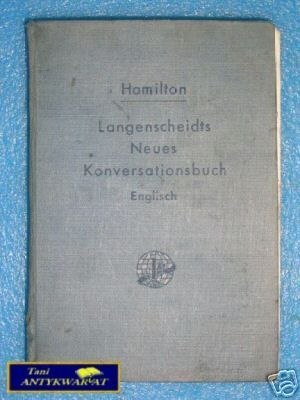 Hamilton
Langenscheidts
Neues
Konversationsbuch
Englisch
Tani
ANTYKWARIAT